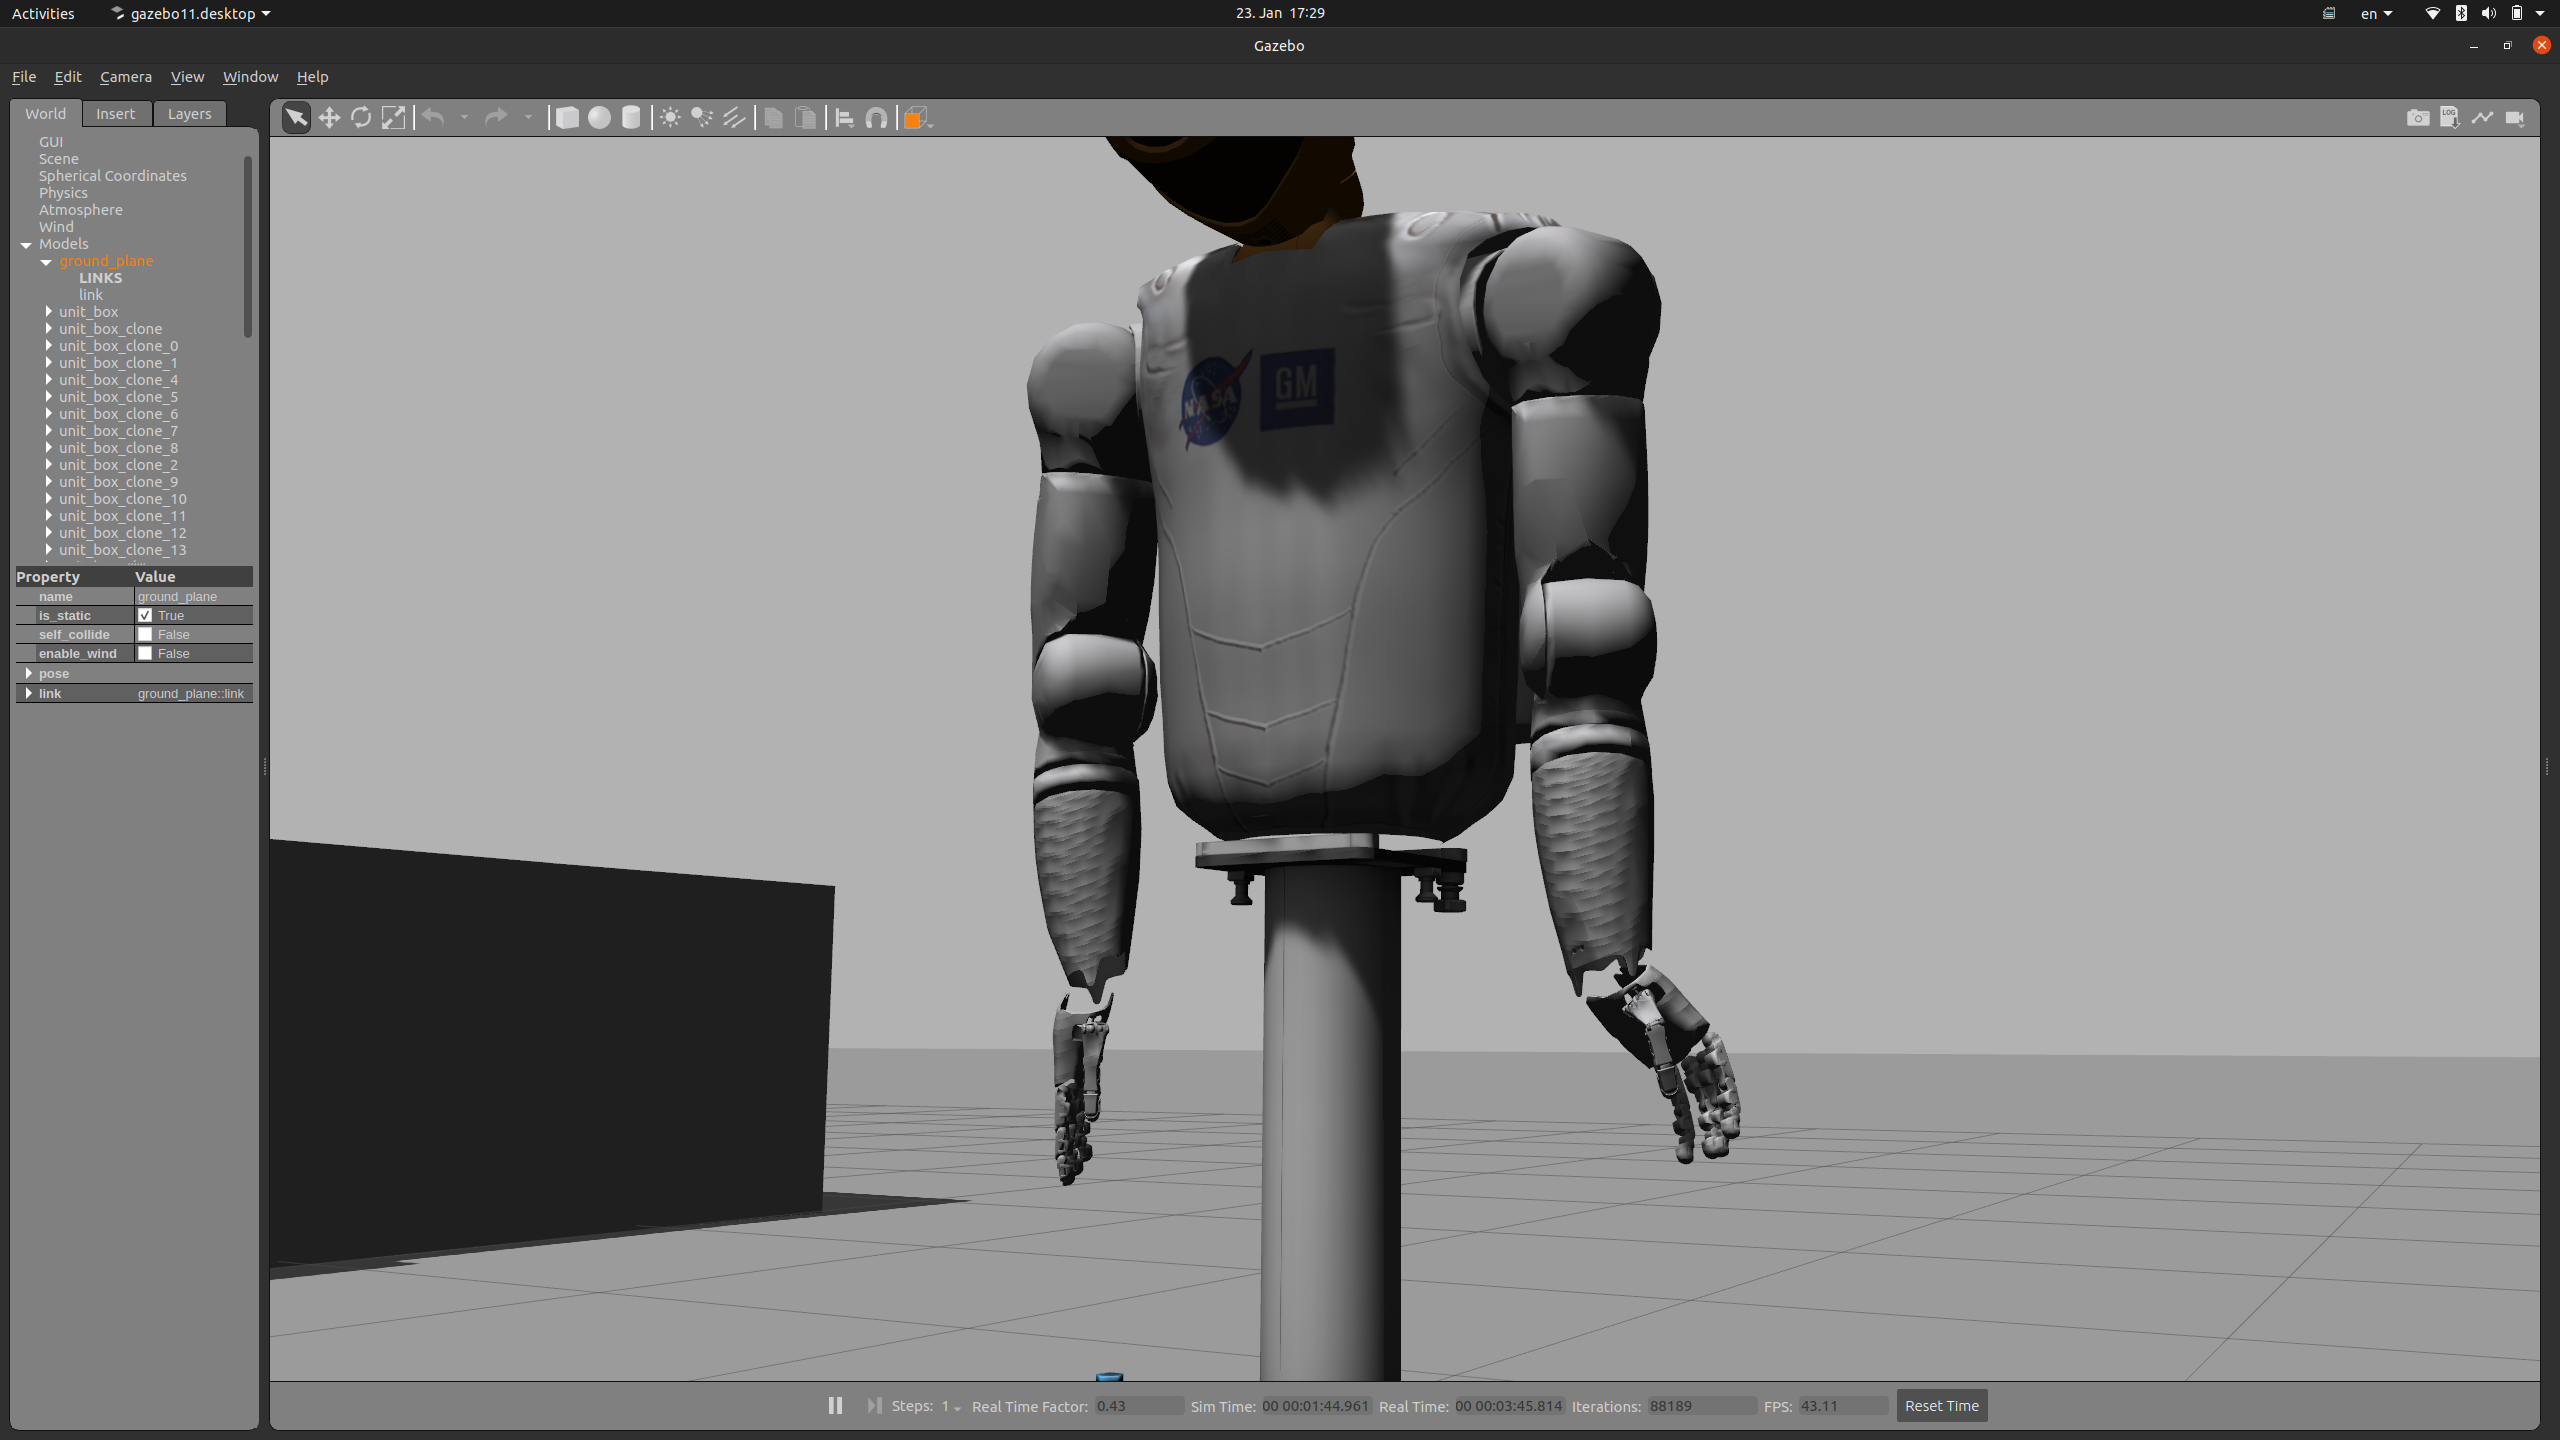 Activities
gazebo11.desktop
23. Jan 17:29
en
Gazebo
File Edit Camera View Window Help
World Insert Layers
LOG
GUI
Scene
Spherical Coordinates
Physics
Atmosphere
Wind
Models
ground_plane
LINKS
link
unit_box
unit_box_clone
unit_box_clone_0
unit_box_clone_1
unit_box_clone_4
unit_box_clone_5
unit_box_clone_6
unit_box_clone_7
unit_box_clone_8
unit_box_clone_2
unit_box_clone_9
unit_box_clone_10
unit_box_clone_11
unit_box_clone_12
unit_box_clone_13
Property Value
name ground_plane
is_static True
self_collide False
enable_wind False
pose
link ground_plane::link
NASA
GM
Steps: 1 Real Time Factor: 0.43 Sim Time: 00 00:01:44.961 Real Time: 00 00:03:45.814 Iterations: 88189 FPS: 43.11 Reset Time